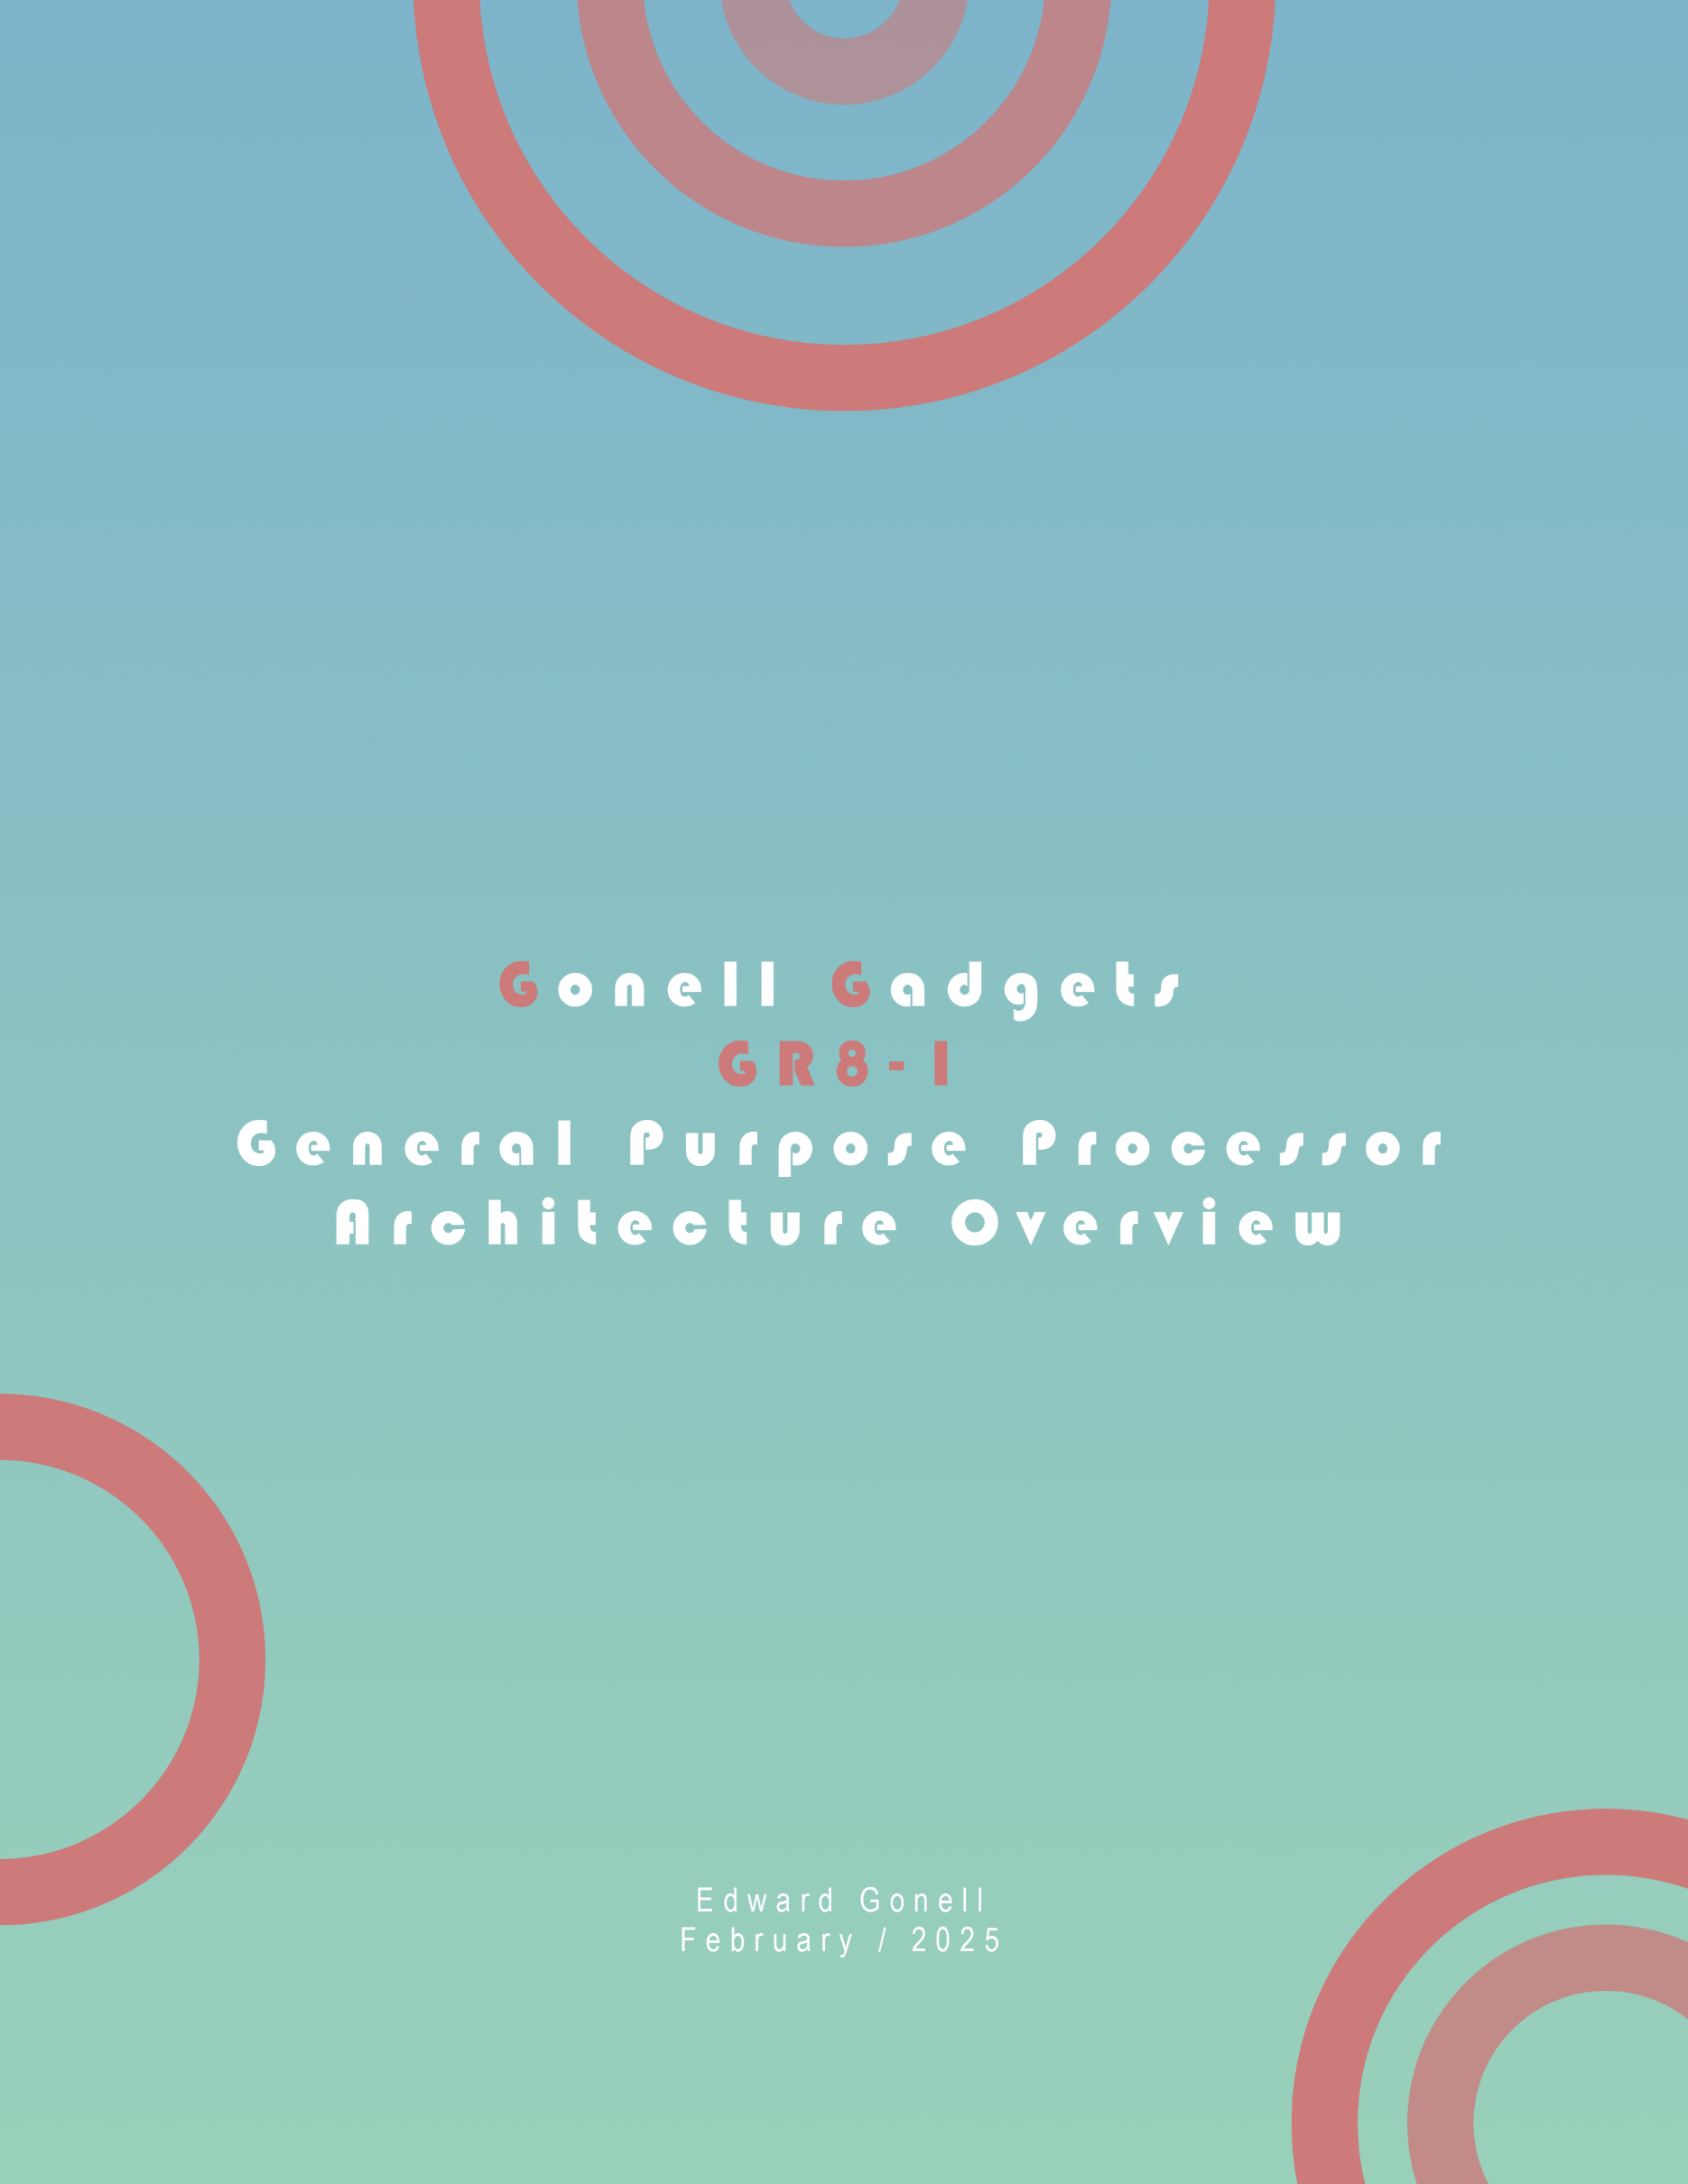 Gonell Gadgets
GR8-I
General Purpose Processor
Architecture Overview
Edward Gonell
February / 2025